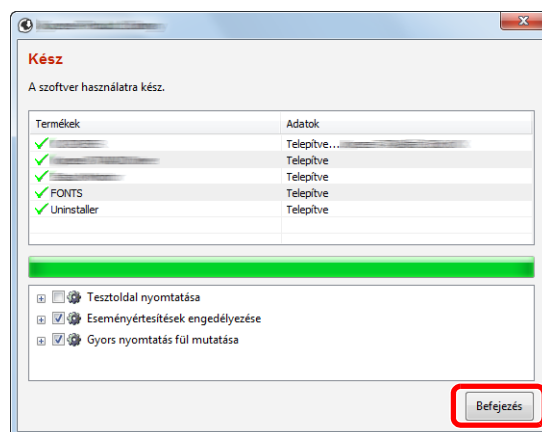 Kész
A szoftver használatra kész.
Termékek Adatok
Telepítve...
Telepítve
Telepítve
FONTS Telepítve
Uninstaller Telepítve
Tesztoldal nyomtatása
Eseményértesítések engedélyezése
Gyors nyomtatás fül mutatása
Befejezés